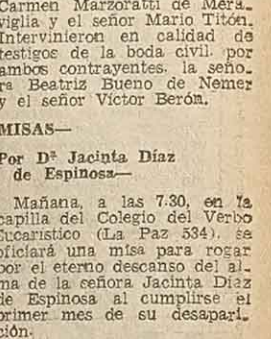 Carmen Marzoratti de Mera-
viglia y el señor Mario Titón.
Intervinieron en calidad de
testigos de la boda civil, por
ambos contrayentes, la seño-
ra Beatriz Bueno de Nemer
y el señor Víctor Berón.
MISAS—
Por Dª Jacinta Díaz
de Espinosa—
Mañana, a las 7.30, en la
capilla del Colegio del Verbo
Eucarístico (La Paz 534), se
oficiará una misa para rogar
por el eterno descanso del al-
ma de la señora Jacinta Díaz
de Espinosa al cumplirse el
primer mes de su desapari-
ción.